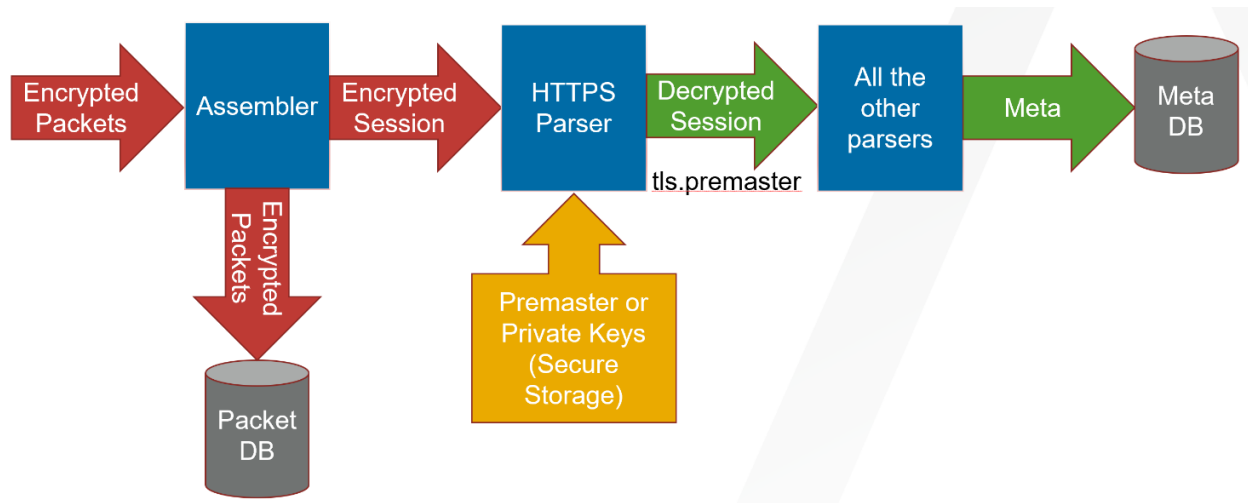 Encrypted
Packets
Assembler
Encrypted
Session
HTTPS
Parser
Decrypted
Session
tls.premaster
All the
other
parsers
Meta
Meta
DB
Encrypted
Packets
Premaster or
Private Keys
(Secure
Storage)
Packet
DB